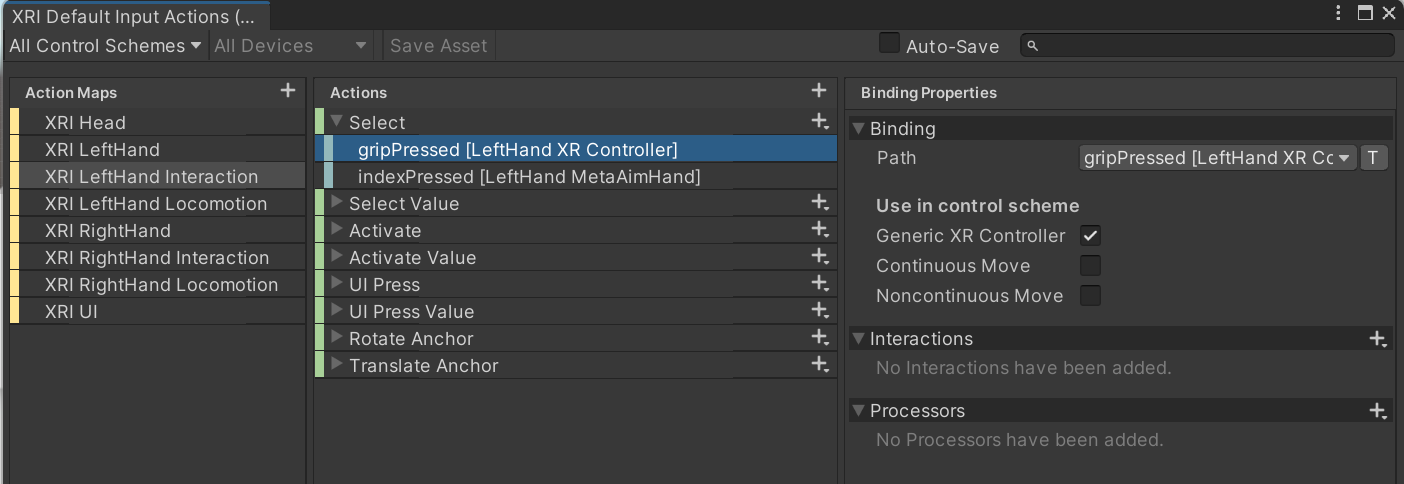 XRI Default Input Actions (...
All Control Schemes All Devices Save Asset Auto-Save
Action Maps
XRI Head
XRI LeftHand
XRI LeftHand Interaction
XRI LeftHand Locomotion
XRI RightHand
XRI RightHand Interaction
XRI RightHand Locomotion
XRI UI
Actions
Select
gripPressed [LeftHand XR Controller]
indexPressed [LeftHand MetaAimHand]
Select Value
Activate
Activate Value
UI Press
UI Press Value
Rotate Anchor
Translate Anchor
Binding Properties
Binding
Path gripPressed [LeftHand XR Cc T
Use in control scheme
Generic XR Controller
Continuous Move
Noncontinuous Move
Interactions
No Interactions have been added.
Processors
No Processors have been added.